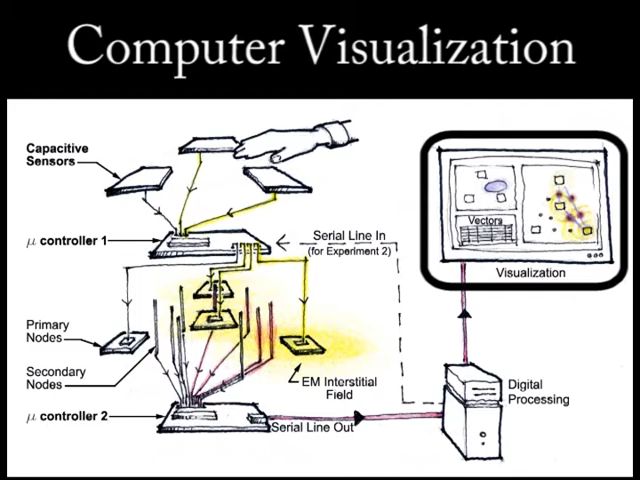 Computer Visualization
Capacitive
Sensors
μ controller 1
Serial Line In
(for Experiment 2)
Vectors
Visualization
Primary
Nodes
Secondary
Nodes
EM Interstitial
Field
μ controller 2
Serial Line Out
Digital
Processing